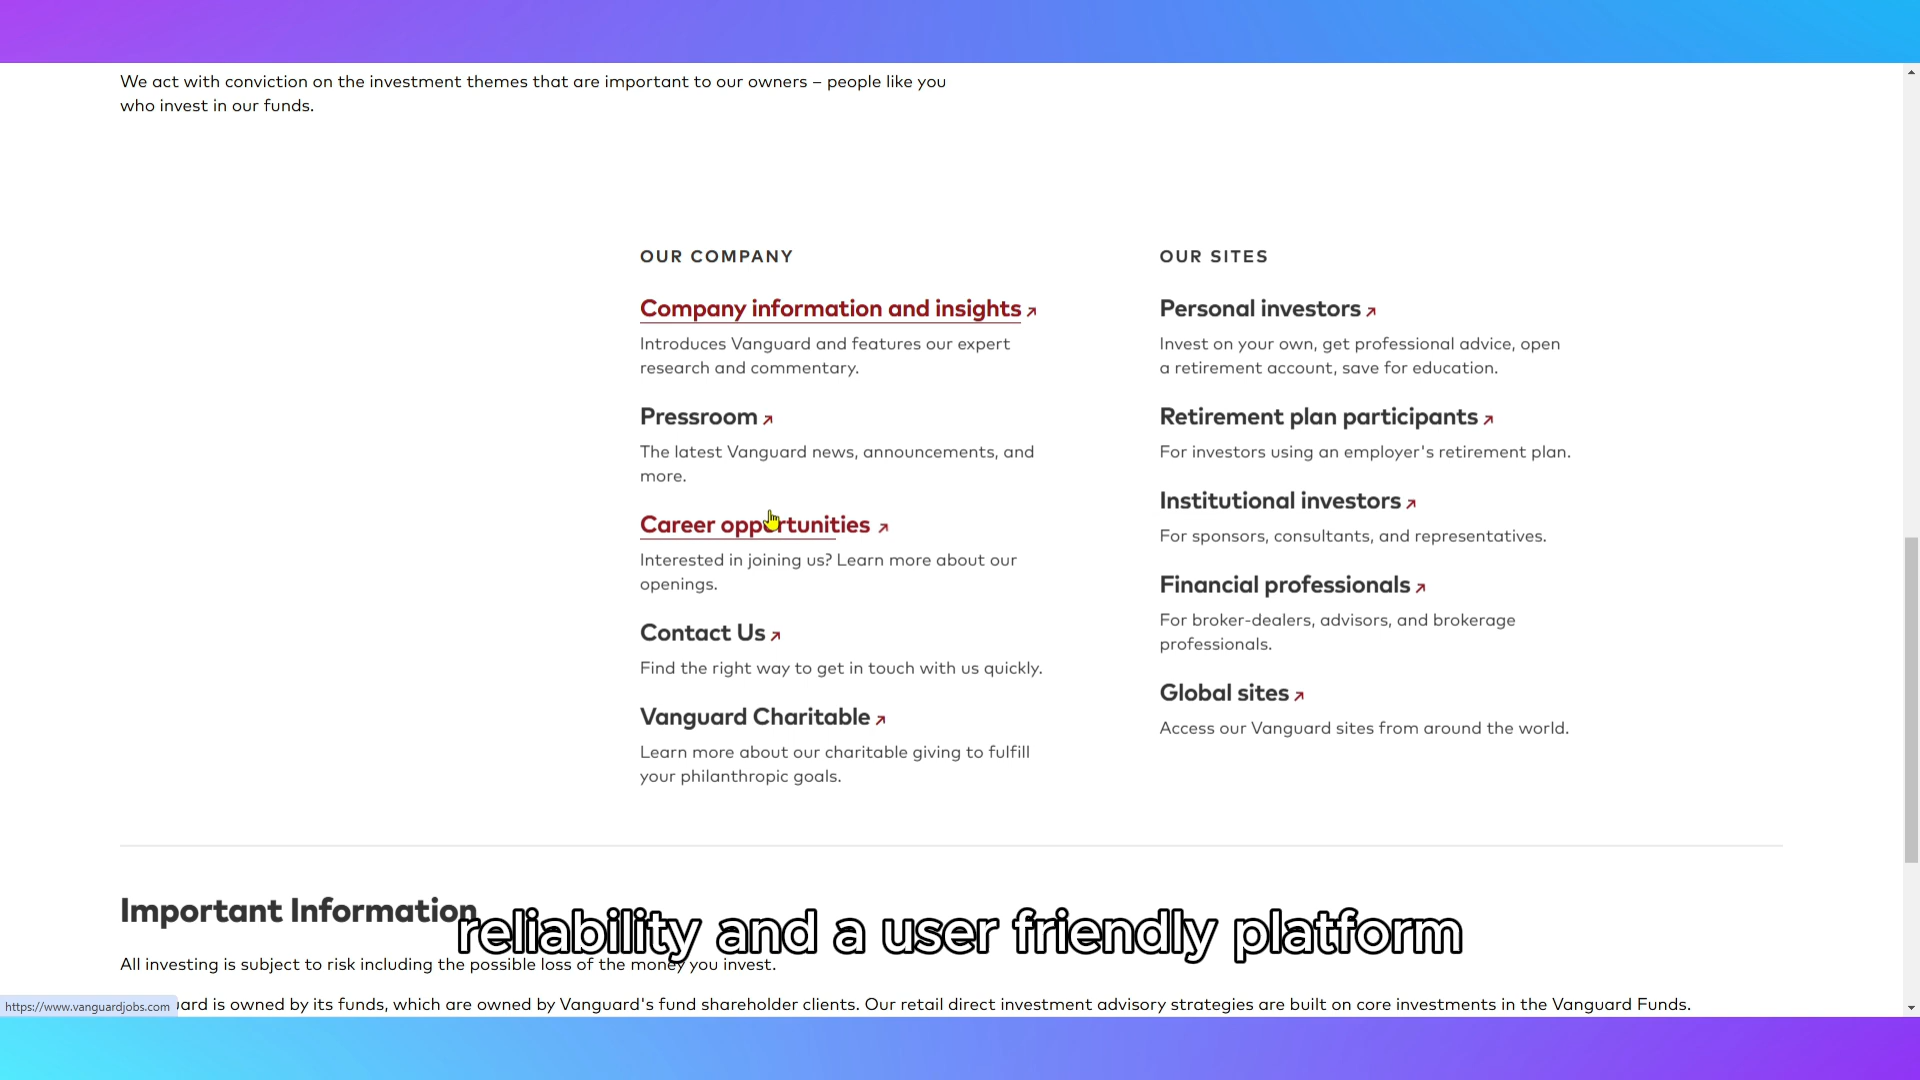 We act with conviction on the investment themes that are important to our owners – people like you
who invest in our funds.
OUR COMPANY
Company information and insights
Introduces Vanguard and features our expert
research and commentary.
Pressroom
The latest Vanguard news, announcements, and
more.
Career opportunities
Interested in joining us? Learn more about our
openings.
Contact Us
Find the right way to get in touch with us quickly.
Vanguard Charitable
Learn more about our charitable giving to fulfill
your philanthropic goals.
OUR SITES
Personal investors
Invest on your own, get professional advice, open
a retirement account, save for education.
Retirement plan participants
For investors using an employer's retirement plan.
Institutional investors
For sponsors, consultants, and representatives.
Financial professionals
For broker-dealers, advisors, and brokerage
professionals.
Global sites
Access our Vanguard sites from around the world.
Important Information
reliability and a user friendly platform
All investing is subject to risk including the possible loss of the money you invest.
https://www.vanguardjobs.com
uard is owned by its funds, which are owned by Vanguard's fund shareholder clients. Our retail direct investment advisory strategies are built on core investments in the Vanguard Funds.